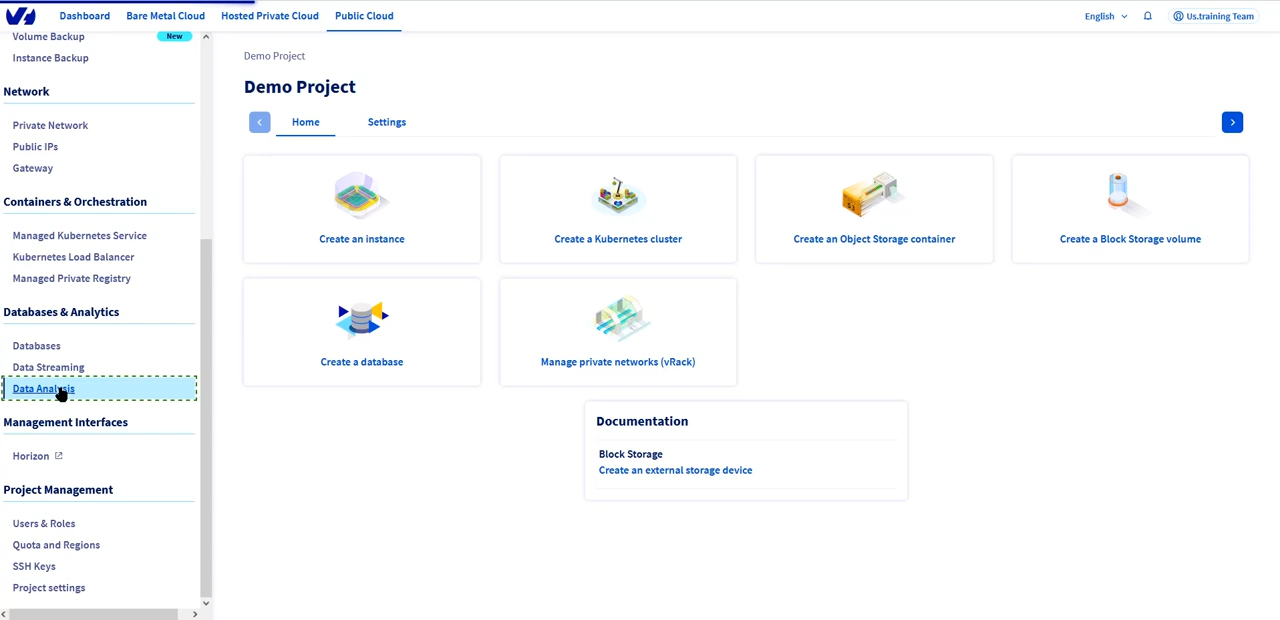 Dashboard Bare Metal Cloud Hosted Private Cloud Public Cloud English Us.training Team
Volume Backup New
Instance Backup
Network
Private Network
Public IPs
Gateway
Containers & Orchestration
Managed Kubernetes Service
Kubernetes Load Balancer
Managed Private Registry
Databases & Analytics
Databases
Data Streaming
Data Analysis
Management Interfaces
Horizon
Project Management
Users & Roles
Quota and Regions
SSH Keys
Project settings
Demo Project
Demo Project
Home Settings
Create an instance
Create a Kubernetes cluster
Create an Object Storage container
Create a Block Storage volume
Create a database
Manage private networks (vRack)
Documentation
Block Storage
Create an external storage device